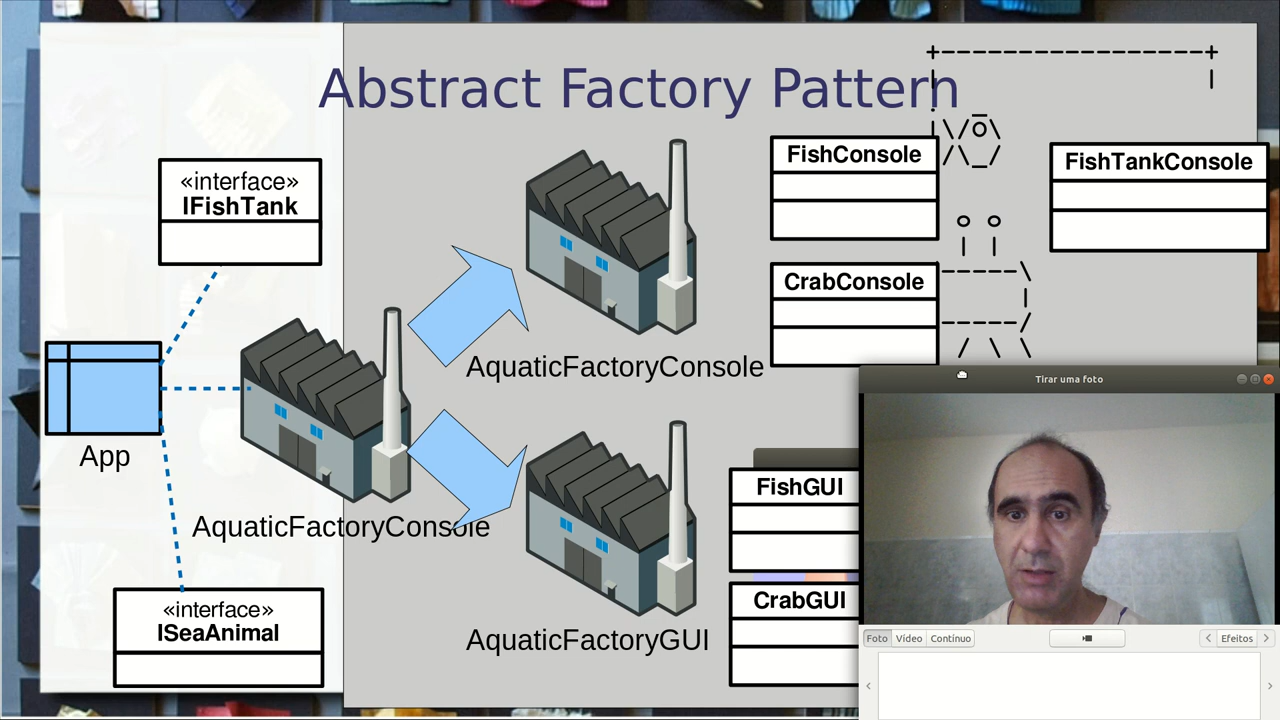 Abstract Factory Pattern
«interface»
IFishTank
FishConsole
FishTankConsole
CrabConsole
AquaticFactoryConsole
App
AquaticFactoryConsole
«interface»
ISeaAnimal
AquaticFactoryGUI
FishGUI
CrabGUI
Tirar uma foto
Foto
Vídeo
Contínuo
Efeitos